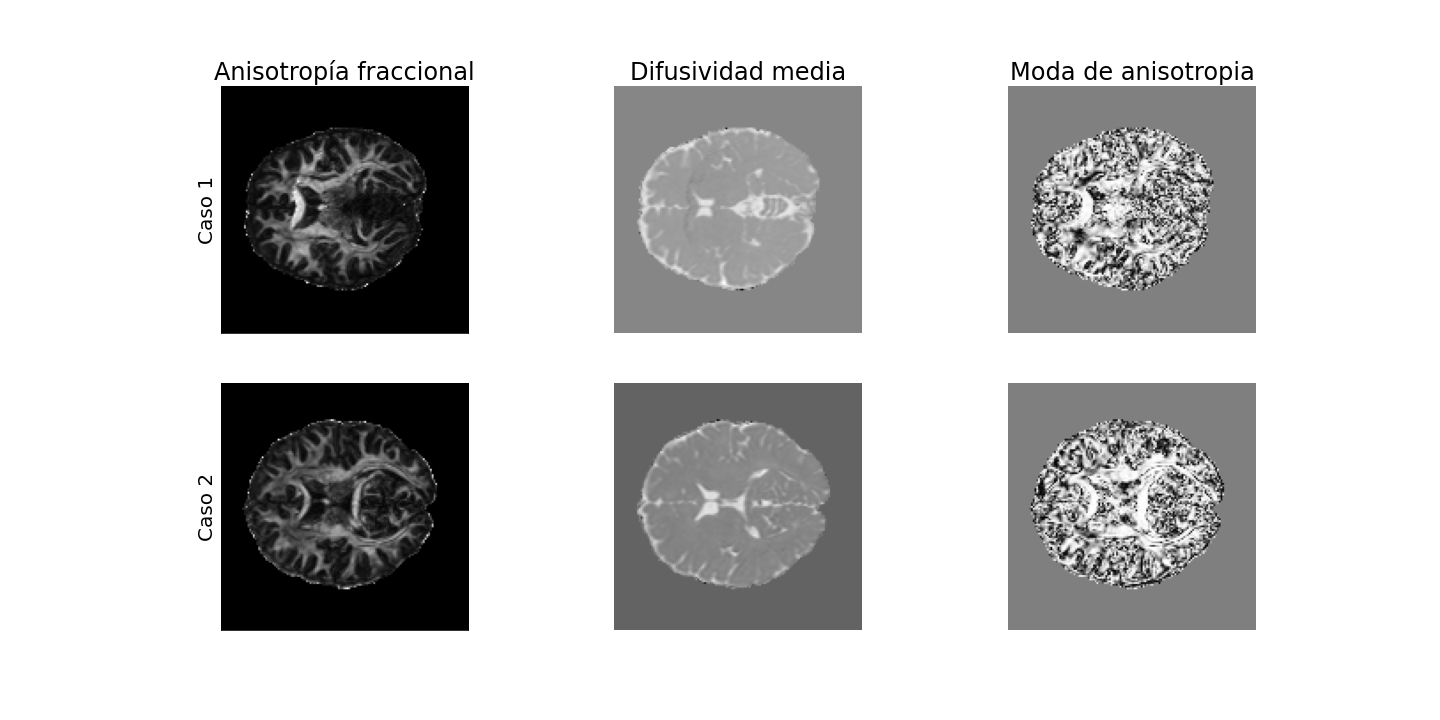 Anisotropía fraccional
Difusividad media
Moda de anisotropia
Caso 1
Caso 2